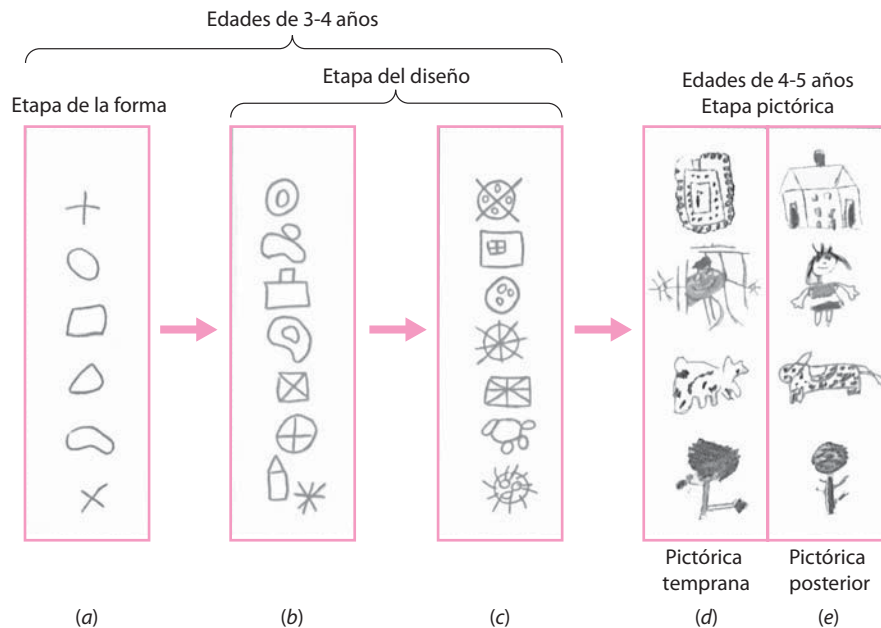 Edades de 3-4 años
Etapa del diseño
Etapa de la forma
Edades de 4-5 años
Etapa pictórica
Pictórica
temprana
Pictórica
posterior
(a)
(b)
(c)
(d)
(e)